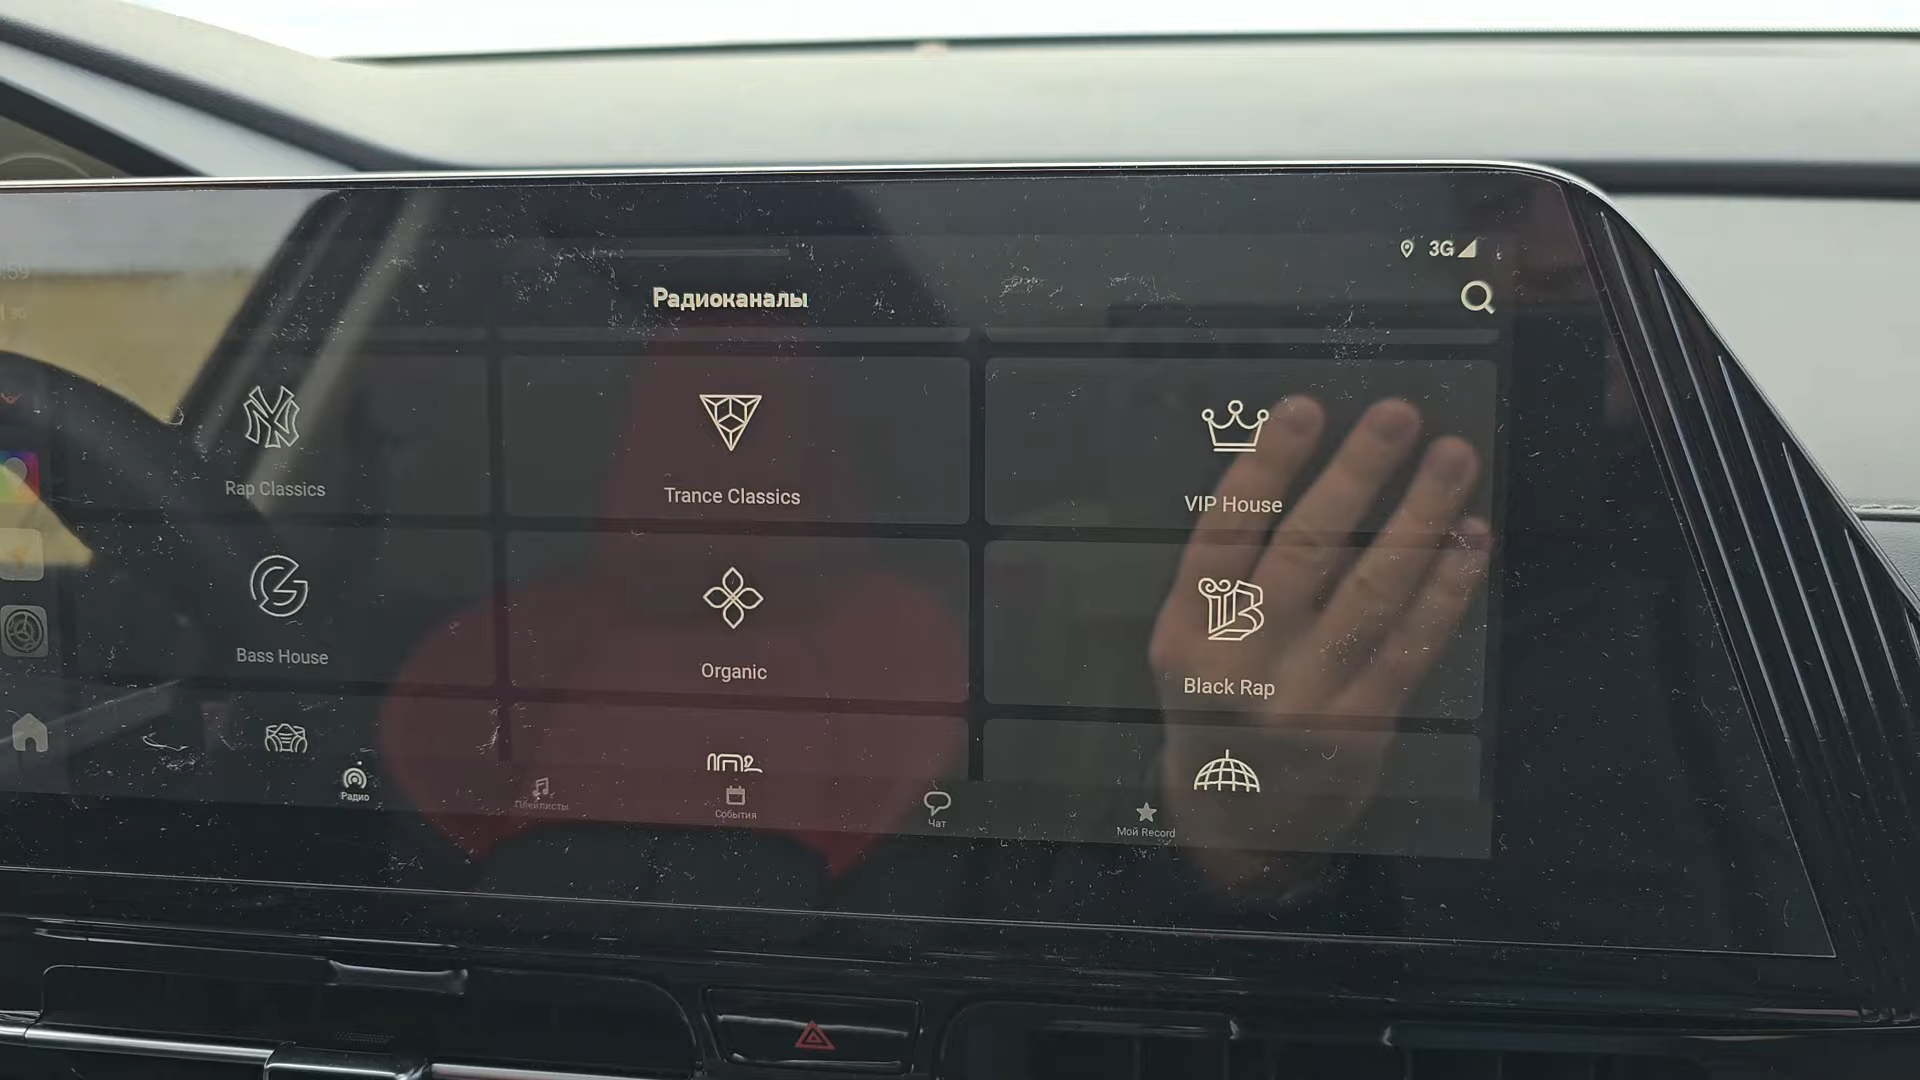 3G
Радиоканалы
Rap Classics
Trance Classics
VIP House
Bass House
Organic
Black Rap
Радио
Плейлисты
События
Чат
Мой Record